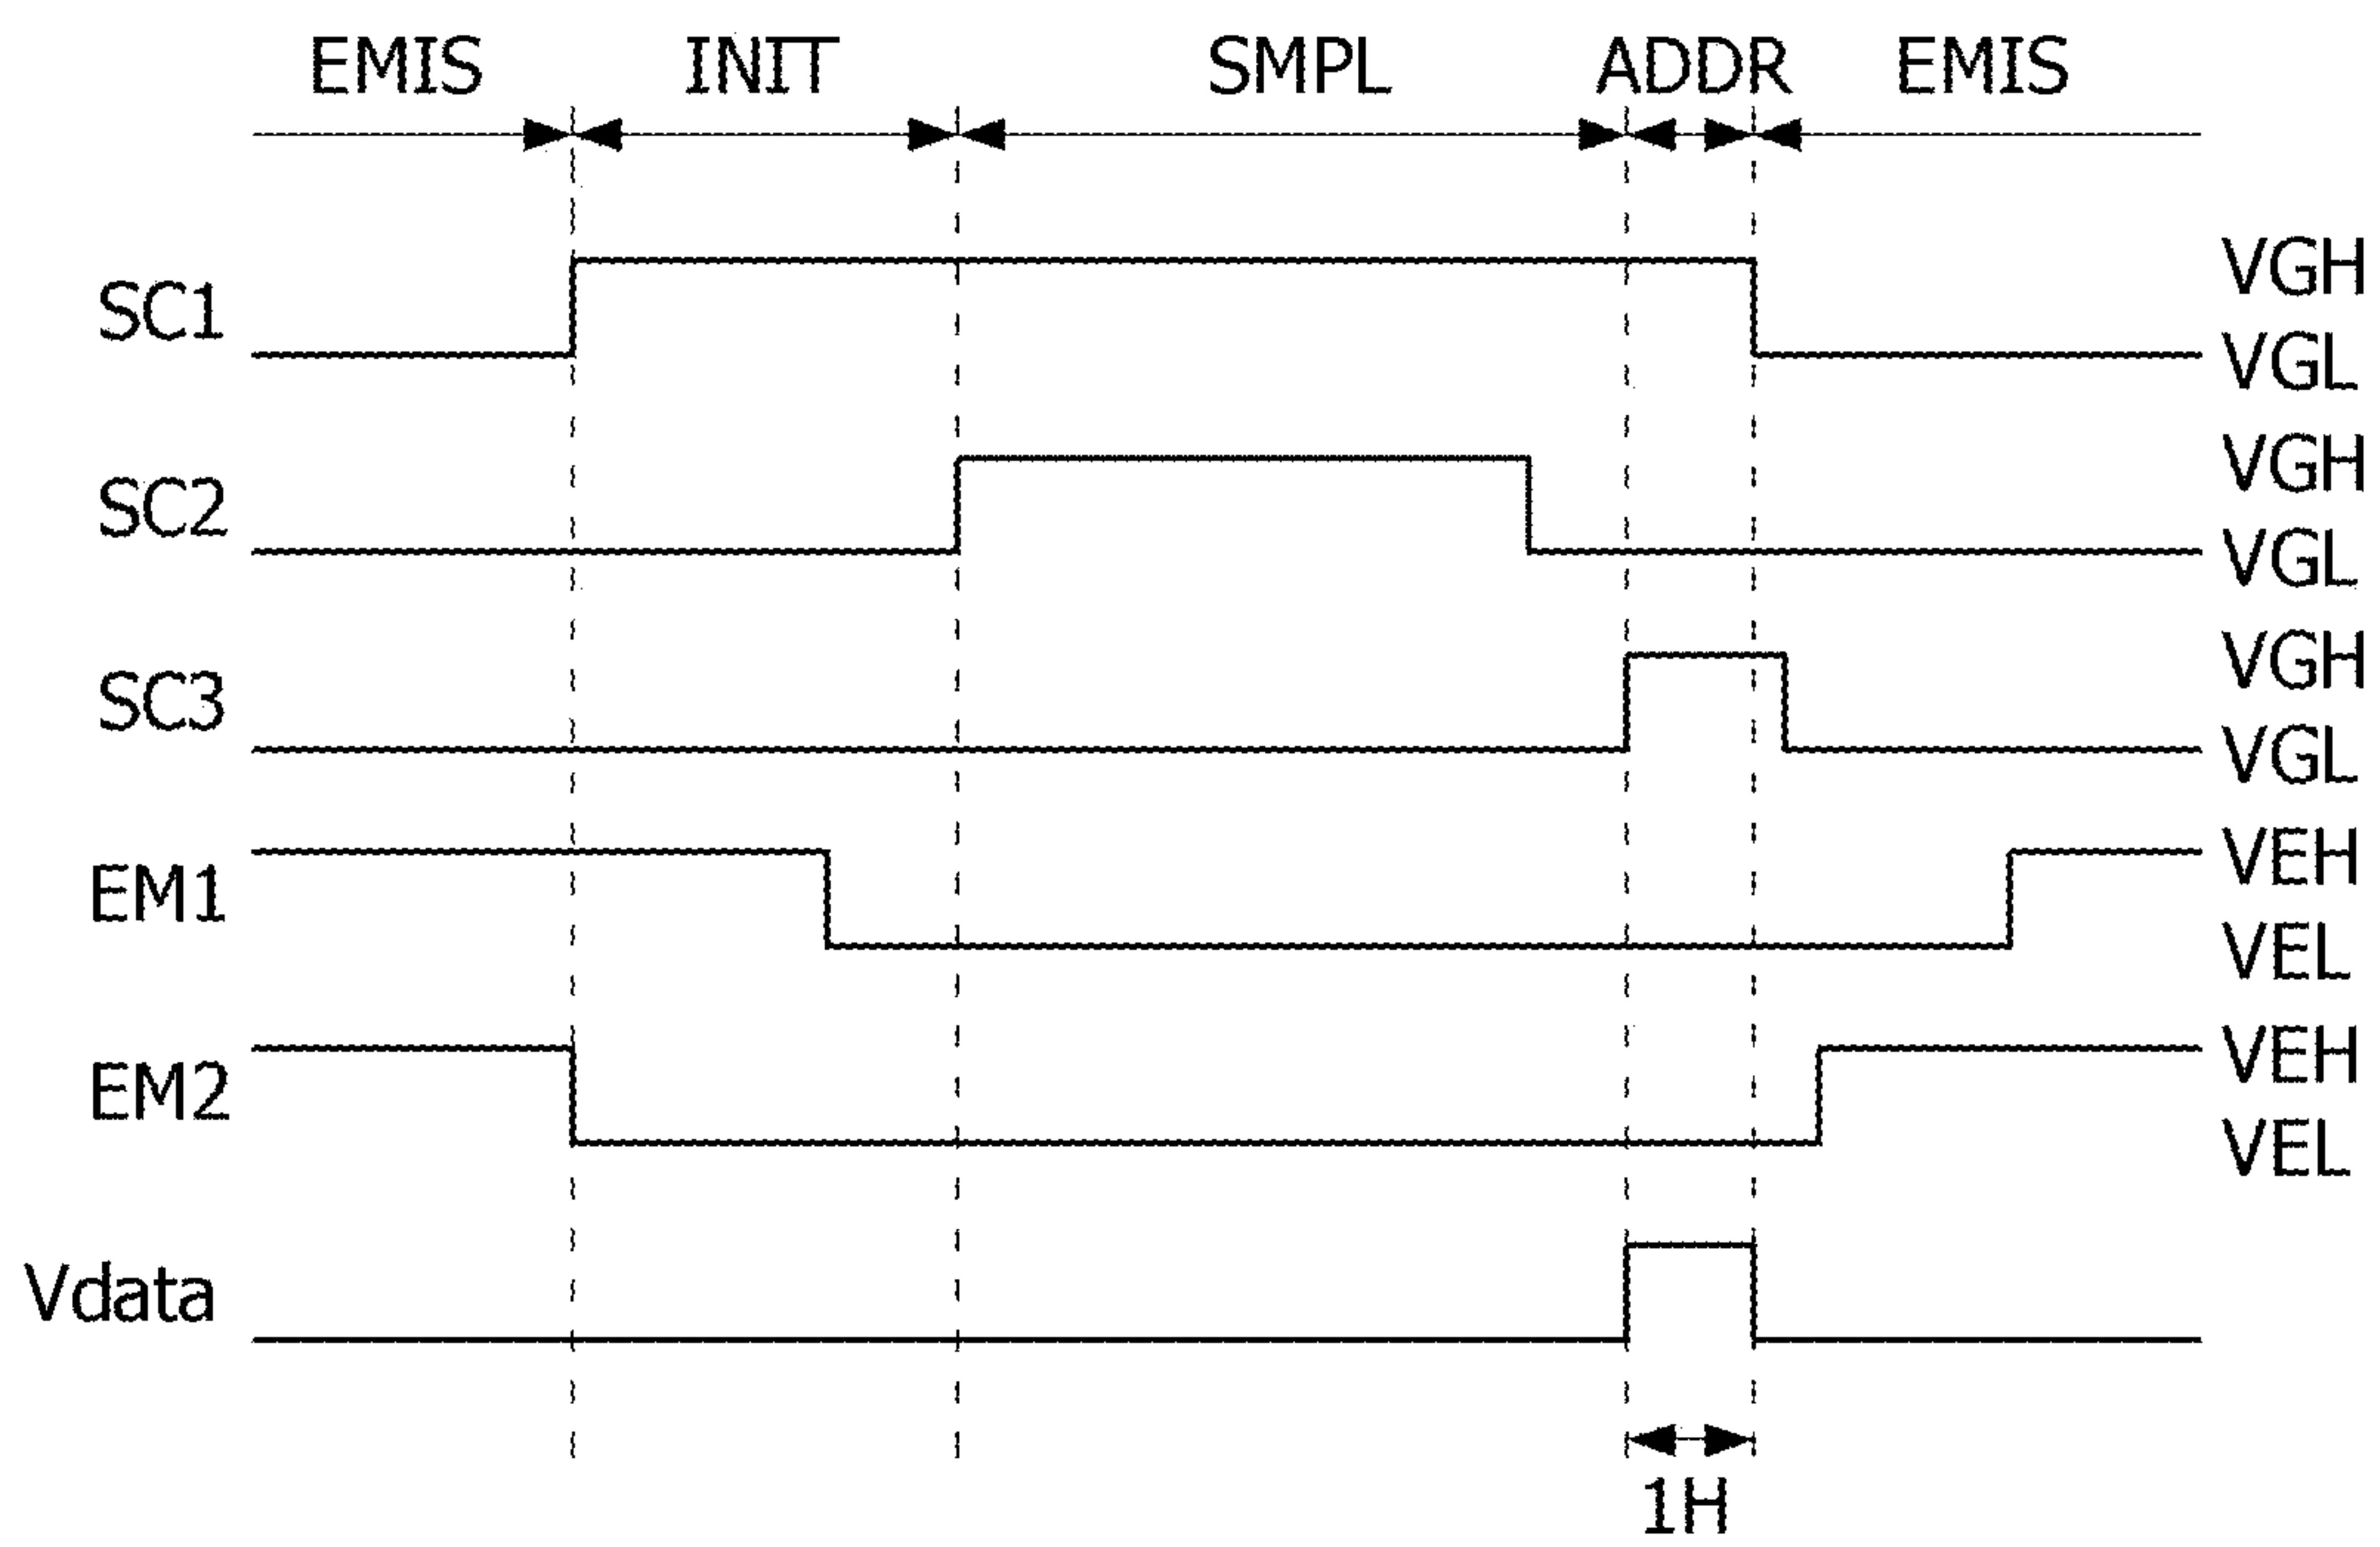 EMIS INIT SMPL ADDR EMIS
SC1 VGH
VGL
SC2 VGH
VGL
SC3 VGH
VGL
EM1 VEH
VEL
EM2 VEH
VEL
Vdata
1H